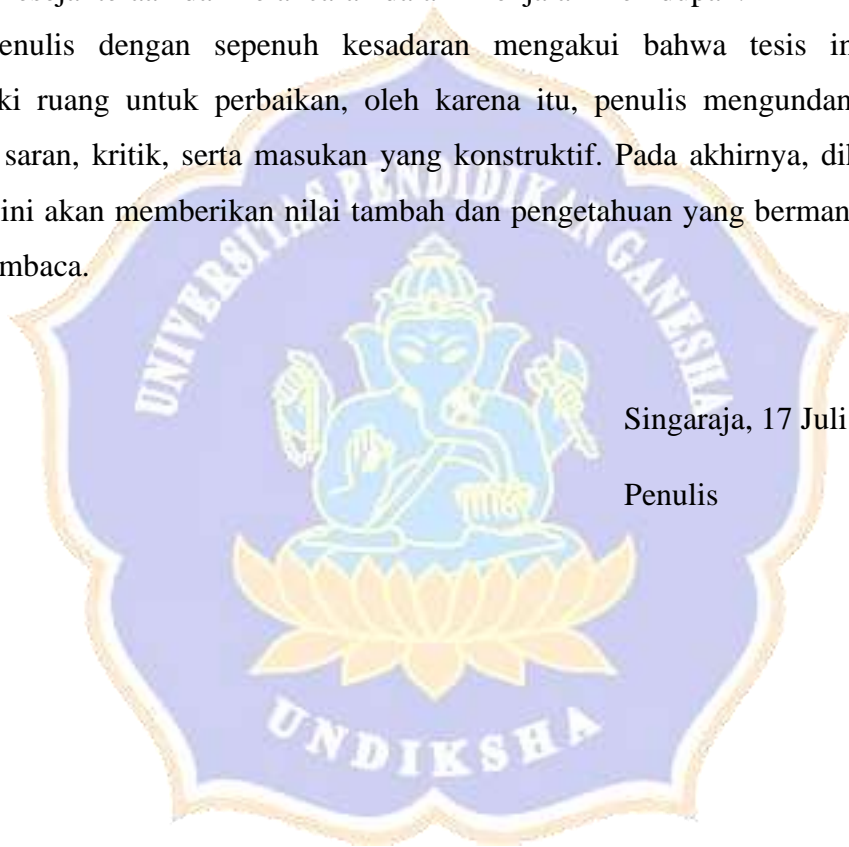 enulis dengan sepenuh kesadaran mengakui bahwa tesis in
ki ruang untuk perbaikan, oleh karena itu, penulis mengundan
saran, kritik, serta masukan yang konstruktif. Pada akhirnya, dil
ini akan memberikan nilai tambah dan pengetahuan yang berman
mbaca.
UNIVERSITAS PENDIDIKAN GANESHA
Singaraja, 17 Juli
Penulis
UNDIKSHA